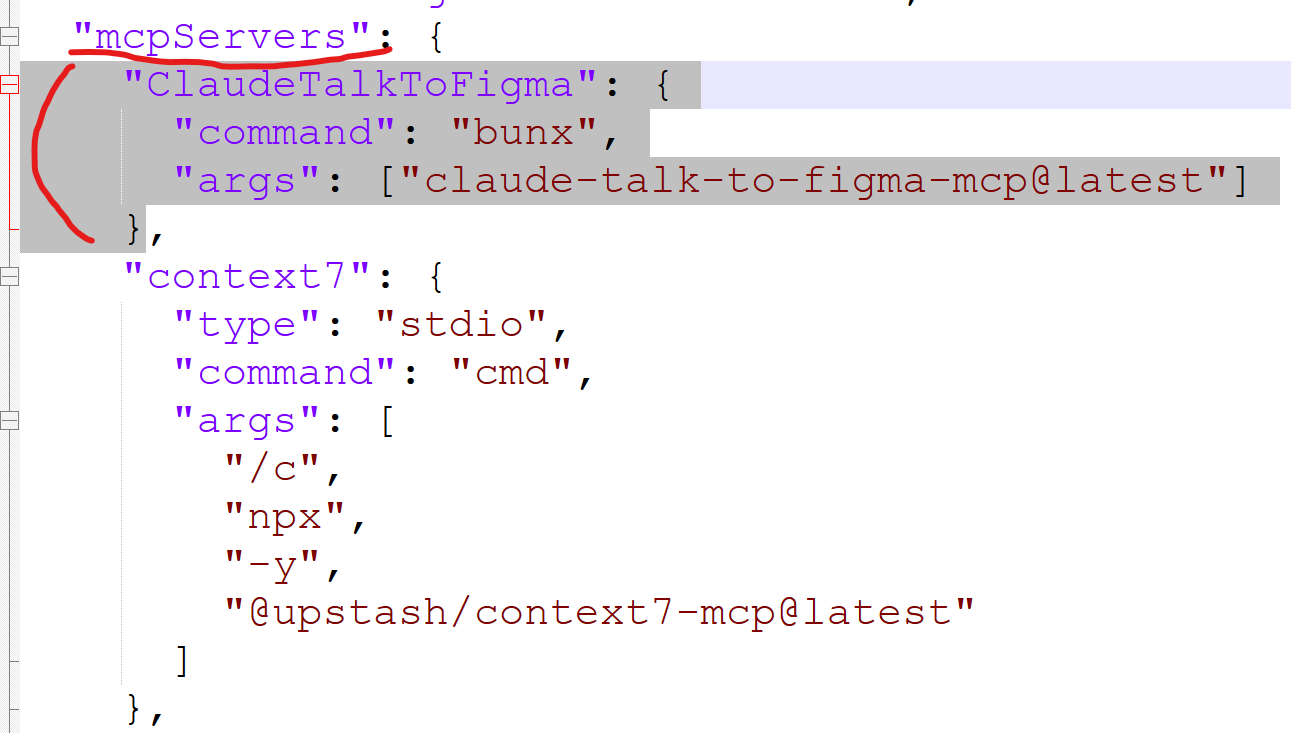 "mcpServers": {
"ClaudeTalkToFigma": {
"command": "bunx",
"args": ["claude-talk-to-figma-mcp@latest"]
},
"context7": {
"type": "stdio",
"command": "cmd",
"args": [
"/c",
"npx",
"-y",
"@upstash/context7-mcp@latest"
]
},